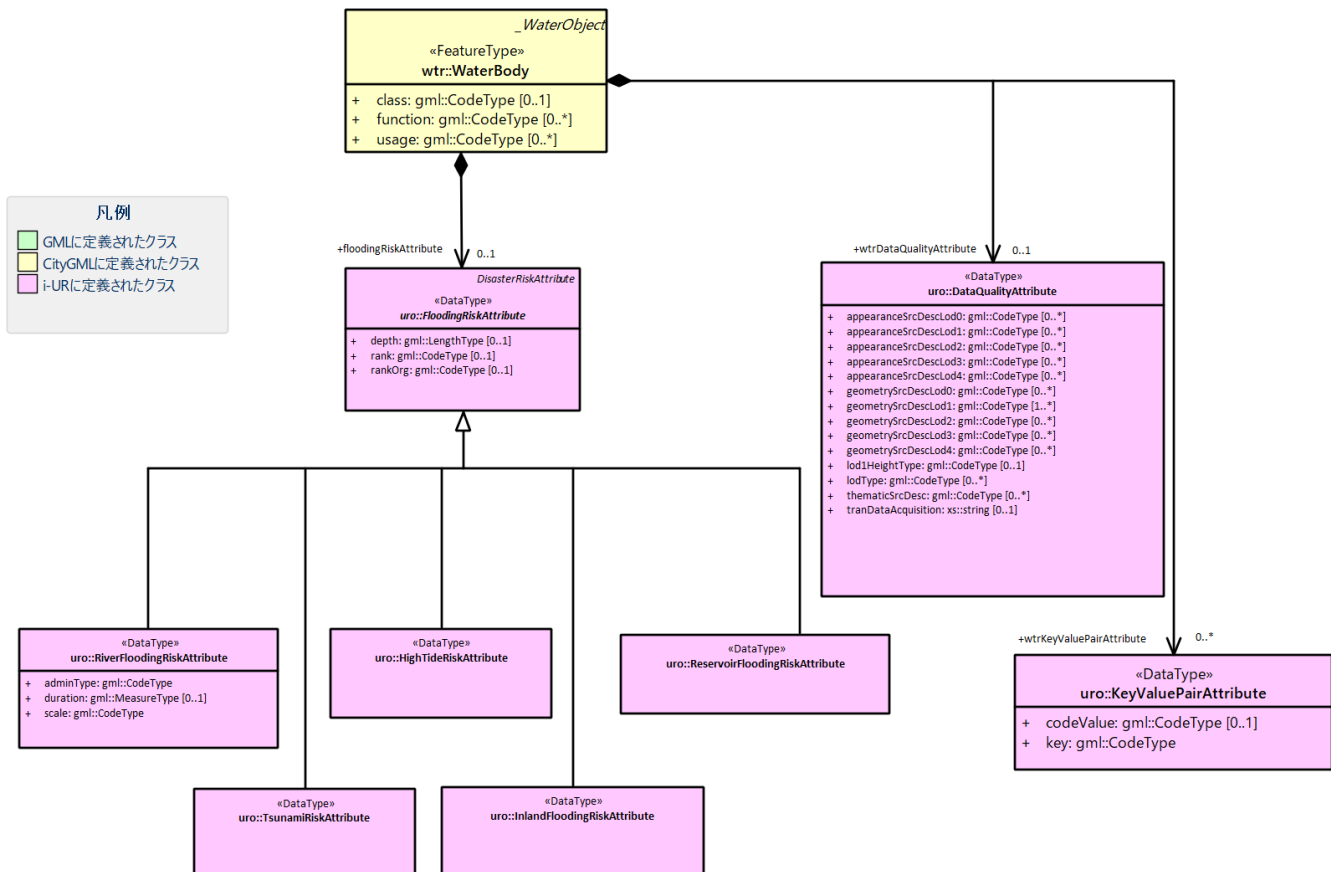 _WaterObject
«FeatureType»
wtr::WaterBody
+ class: gml::CodeType [0..1]
+ function: gml::CodeType [0..*]
+ usage: gml::CodeType [0..*]
凡例
GMLに定義されたクラス
CityGMLに定義されたクラス
i-URに定義されたクラス
+floodingRiskAttribute
0..1
DisasterRiskAttribute
«DataType»
uro::FloodingRiskAttribute
+ depth: gml::LengthType [0..1]
+ rank: gml::CodeType [0..1]
+ rankOrg: gml::CodeType [0..1]
+wtrDataQualityAttribute
0..1
«DataType»
uro::DataQualityAttribute
+ appearanceSrcDescLod0: gml::CodeType [0..*]
+ appearanceSrcDescLod1: gml::CodeType [0..*]
+ appearanceSrcDescLod2: gml::CodeType [0..*]
+ appearanceSrcDescLod3: gml::CodeType [0..*]
+ appearanceSrcDescLod4: gml::CodeType [0..*]
+ geometrySrcDescLod0: gml::CodeType [0..*]
+ geometrySrcDescLod1: gml::CodeType [1..*]
+ geometrySrcDescLod2: gml::CodeType [0..*]
+ geometrySrcDescLod3: gml::CodeType [0..*]
+ geometrySrcDescLod4: gml::CodeType [0..*]
+ lod1HeightType: gml::CodeType [0..1]
+ lodType: gml::CodeType [0..*]
+ thematicSrcDesc: gml::CodeType [0..*]
+ tranDataAcquisition: xs::string [0..1]
«DataType»
uro::RiverFloodingRiskAttribute
+ adminType: gml::CodeType
+ duration: gml::MeasureType [0..1]
+ scale: gml::CodeType
«DataType»
uro::HighTideRiskAttribute
«DataType»
uro::ReservoirFloodingRiskAttribute
+wtrKeyValuePairAttribute
0..*
«DataType»
uro::KeyValuePairAttribute
+ codeValue: gml::CodeType [0..1]
+ key: gml::CodeType
«DataType»
uro::TsunamiRiskAttribute
«DataType»
uro::InlandFloodingRiskAttribute